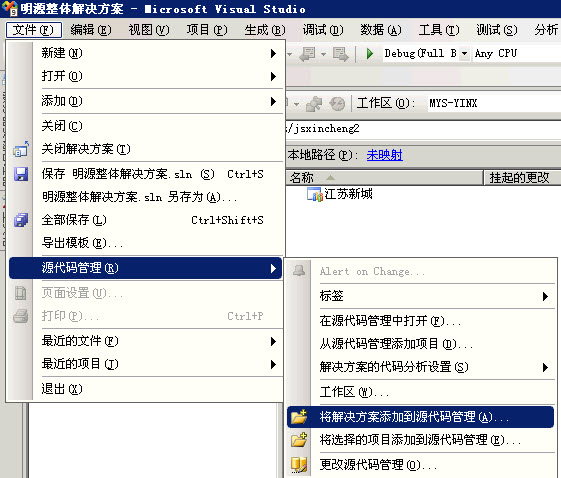 明源整体解决方案 - Microsoft Visual Studio
文件(F) 编辑(E) 视图(V) 项目(P) 生成(B) 调试(D) 数据(A) 工具(T) 测试(S) 分析
Debug(Full B Any CPU
工作区(O): MYS-YINX
/jsxincheng2
本地路径(P): 未映射
名称 挂起的更改
江苏新城
新建(N)
打开(O)
添加(D)
关闭(C)
关闭解决方案(T)
保存 明源整体解决方案.sln (S) Ctrl+S
明源整体解决方案.sln 另存为(A)...
全部保存(L) Ctrl+Shift+S
导出模板(E)...
源代码管理(R)
页面设置(U)...
打印(P)... Ctrl+P
最近的文件(F)
最近的项目(J)
退出(X)
Alert on Change...
标签
在源代码管理中打开(F)...
从源代码管理添加项目(D)...
解决方案的代码分析设置(S)
工作区(W)...
将解决方案添加到源代码管理(A)...
将选择的项目添加到源代码管理(E)...
更改源代码管理(O)...